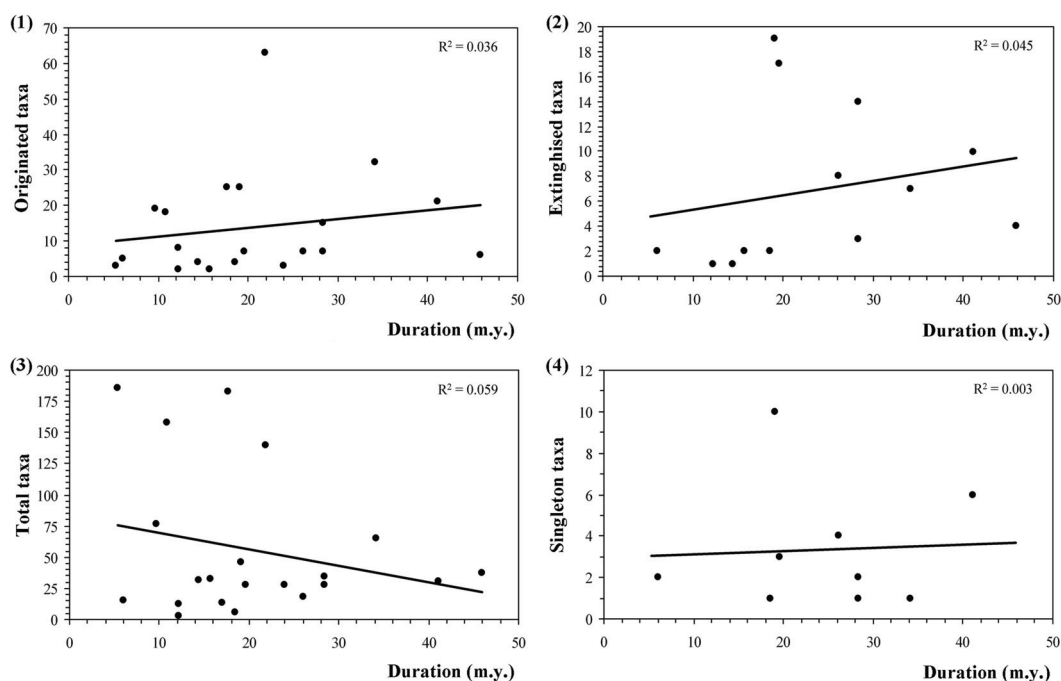 (1)
R² = 0.036
Originated taxa
70
60
50
40
30
20
10
0
0 10 20 30 40 50
Duration (m.y.)
(2)
R² = 0.045
Extinghised taxa
20
18
16
14
12
10
8
6
4
2
0
0 10 20 30 40 50
Duration (m.y.)
(3)
R² = 0.059
Total taxa
200
175
150
125
100
75
50
25
0
0 10 20 30 40 50
Duration (m.y.)
(4)
R² = 0.003
Singleton taxa
12
10
8
6
4
2
0
0 10 20 30 40 50
Duration (m.y.)